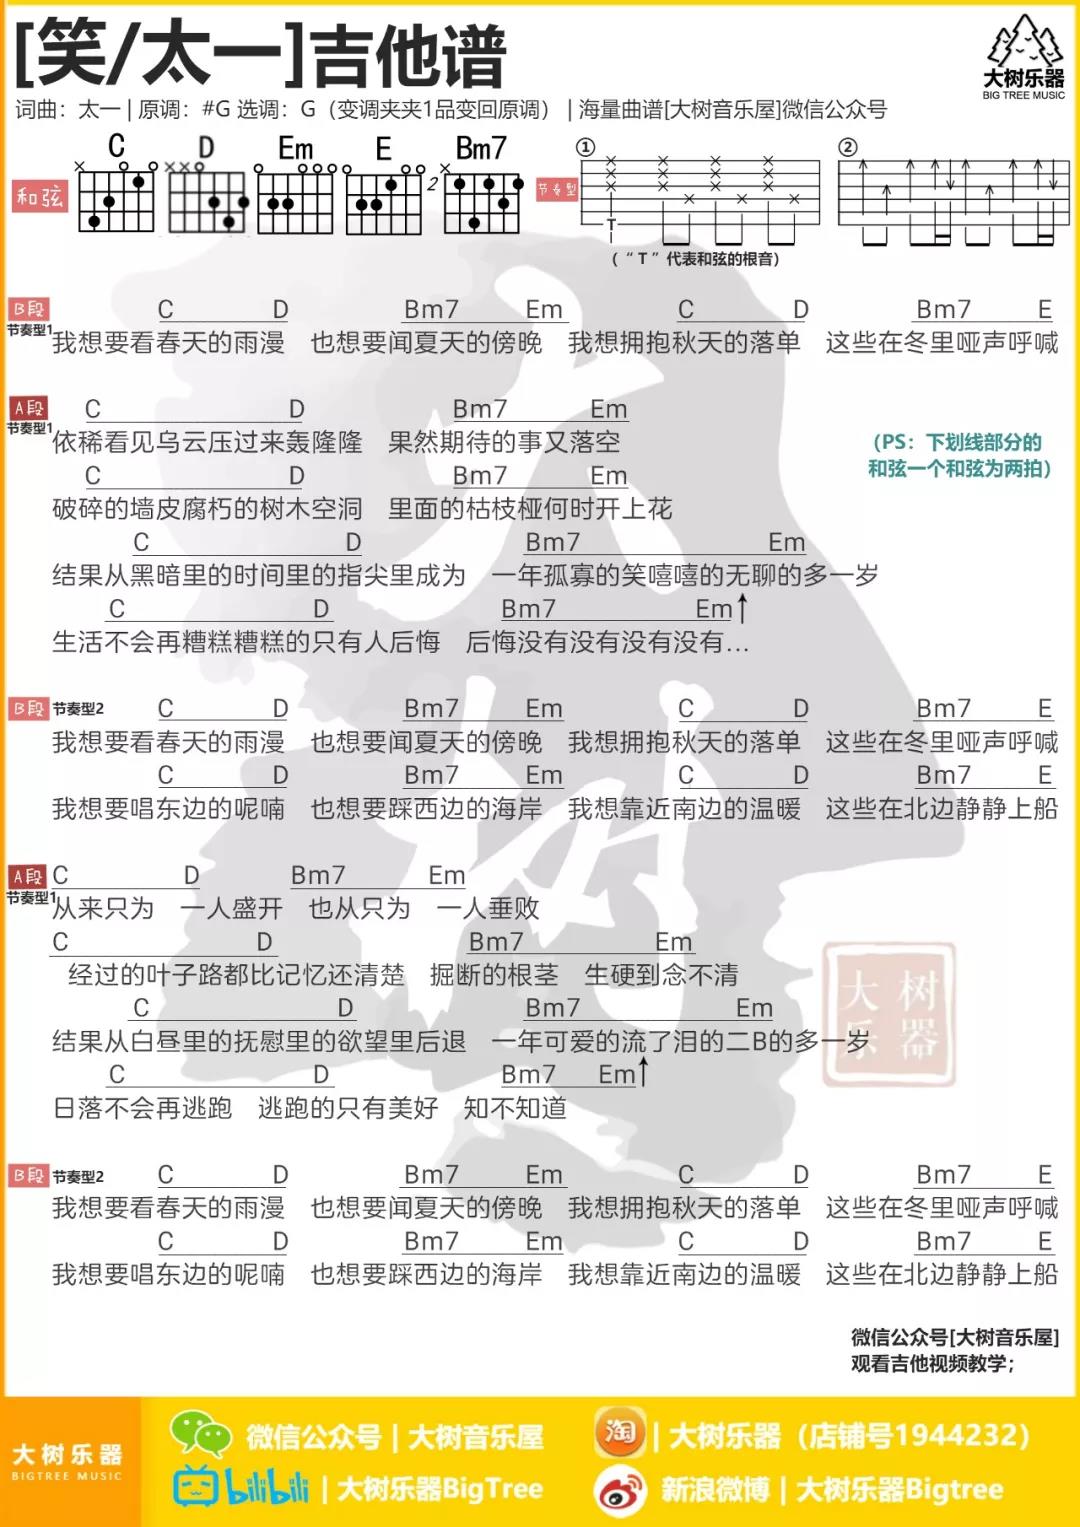 [笑/太一]吉他谱
大树乐器
BIG TREE MUSIC
词曲：太一 | 原调：#G 选调：G（变调夹夹1品变回原调） | 海量曲谱[大树音乐屋]微信公众号
和弦 C D Em E Bm7 节奏型 ① ②
2
T
（“T”代表和弦的根音）
B段 C D Bm7 Em C D Bm7 E
节奏型1 我想要看春天的雨漫 也想要闻夏天的傍晚 我想拥抱秋天的落单 这些在冬里哑声呼喊
A段 C D Bm7 Em
节奏型1 依稀看见乌云压过来轰隆隆 果然期待的事又落空
（PS：下划线部分的
和弦一个和弦为两拍）
C D Bm7 Em
破碎的墙皮腐朽的树木空洞 里面的枯枝桠何时开上花
C D Bm7 Em
结果从黑暗里的时间里的指尖里成为 一年孤寡的笑嘻嘻的无聊的多一岁
C D Bm7 Em↑
生活不会再糟糕糟糕的只有人后悔 后悔没有没有没有没有...
B段 节奏型2 C D Bm7 Em C D Bm7 E
我想要看春天的雨漫 也想要闻夏天的傍晚 我想拥抱秋天的落单 这些在冬里哑声呼喊
C D Bm7 Em C D Bm7 E
我想要唱东边的呢喃 也想要踩西边的海岸 我想靠近南边的温暖 这些在北边静静上船
A段 C D Bm7 Em
节奏型1 从来只为 一人盛开 也从只为 一人垂败
C D Bm7 Em
经过的叶子路都比记忆还清楚 掘断的根茎 生硬到念不清
C D Bm7 Em
结果从白昼里的抚慰里的欲望里后退 一年可爱的流了泪的二B的多一岁
C D Bm7 Em↑
日落不会再逃跑 逃跑的只有美好 知不知道
大树
乐器
B段 节奏型2 C D Bm7 Em C D Bm7 E
我想要看春天的雨漫 也想要闻夏天的傍晚 我想拥抱秋天的落单 这些在冬里哑声呼喊
C D Bm7 Em C D Bm7 E
我想要唱东边的呢喃 也想要踩西边的海岸 我想靠近南边的温暖 这些在北边静静上船
大树
微信公众号[大树音乐屋]
观看吉他视频教学；
大树乐器
BIGTREE MUSIC
微信公众号 | 大树音乐屋
淘 | 大树乐器（店铺号1944232）
bilibili | 大树乐器BigTree
新浪微博 | 大树乐器Bigtree